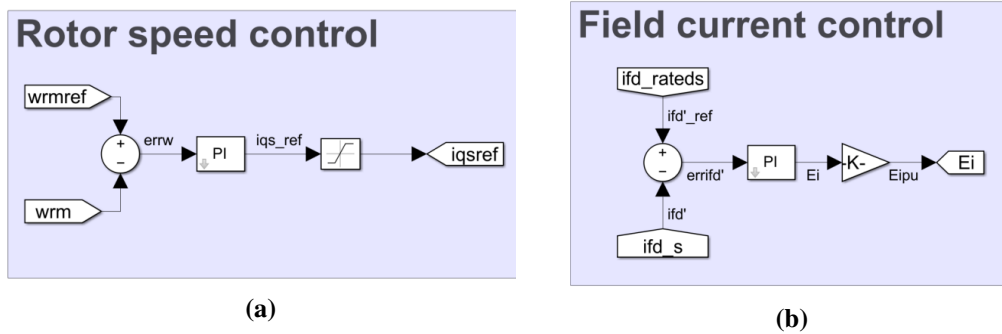 Rotor speed control
wrmref
+
−
errw
PI
iqs_ref
iqsref
wrm
(a)
Field current control
ifd_rateds
ifd'_ref
+
−
errifd'
PI
Ei
-K-
Eipu
Ei
ifd'
ifd_s
(b)